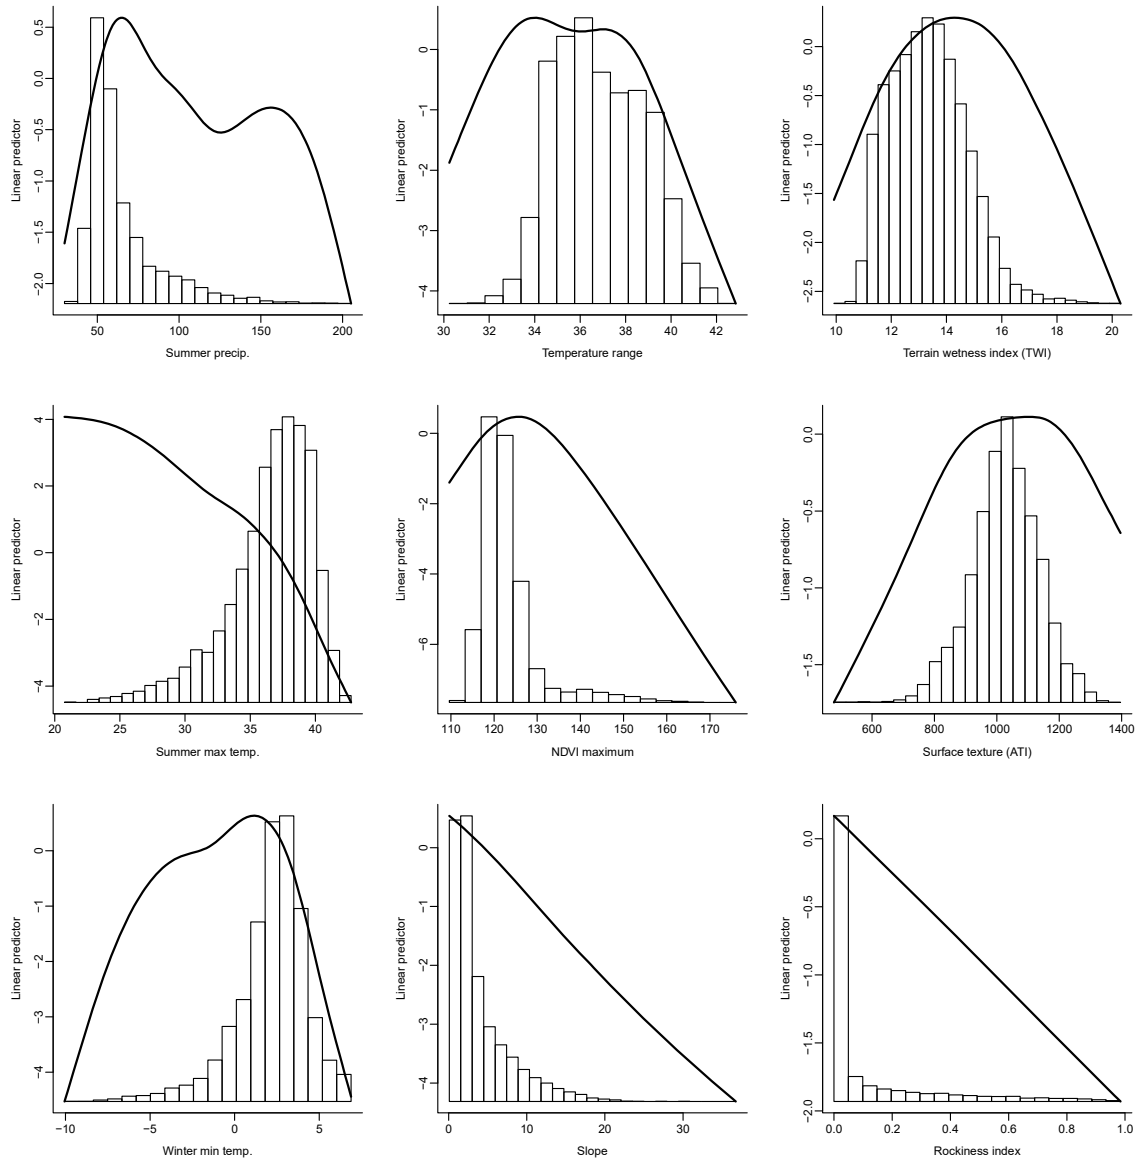 Linear predictor
0.5
0.0
−0.5
−1.0
−1.5
−2.0
50 100 150 200
Summer precip.
Linear predictor
0
−1
−2
−3
−4
30 32 34 36 38 40 42
Temperature range
Linear predictor
0.0
−0.5
−1.0
−1.5
−2.0
−2.5
10 12 14 16 18 20
Terrain wetness index (TWI)
Linear predictor
4
2
0
−2
−4
20 25 30 35 40
Summer max temp.
Linear predictor
0
−2
−4
−6
110 120 130 140 150 160 170
NDVI maximum
Linear predictor
0.0
−0.5
−1.0
−1.5
600 800 1000 1200 1400
Surface texture (ATI)
Linear predictor
0
−1
−2
−3
−4
−10 −5 0 5
Winter min temp.
Linear predictor
0
−1
−2
−3
−4
0 10 20 30
Slope
Linear predictor
0.0
−0.5
−1.0
−1.5
−2.0
0.0 0.2 0.4 0.6 0.8 1.0
Rockiness index